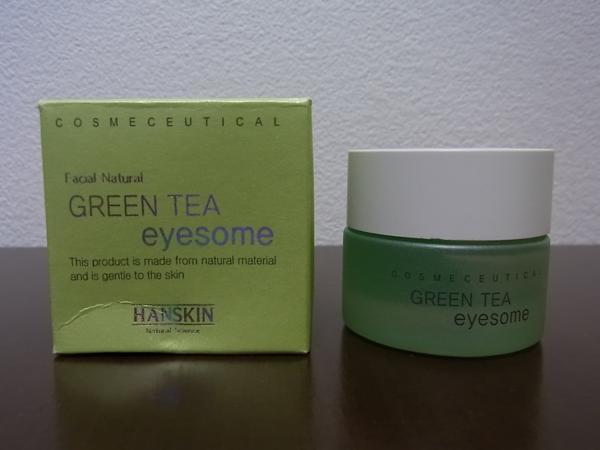 COSMECEUTICAL
Facial Natural
GREEN TEA
eyesome
This product is made from natural material
and is gentle to the skin
HANSKIN
Natural Science
COSMECEUTICAL
GREEN TEA
eyesome